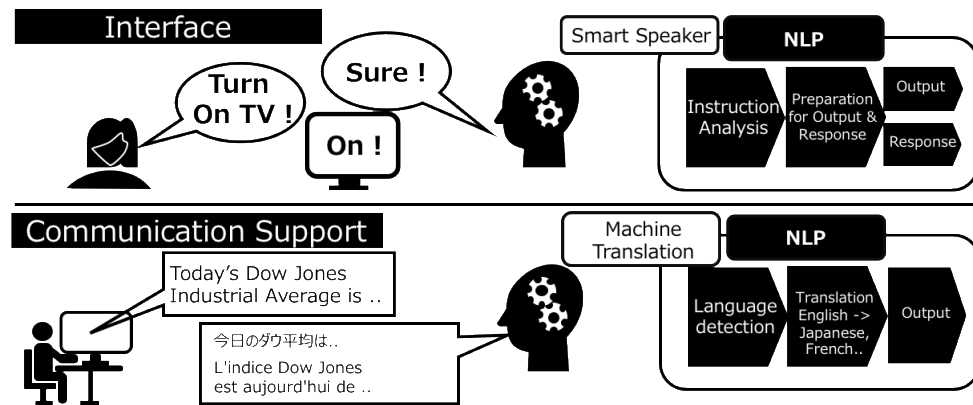 Interface
Turn
On TV !
Sure !
On !
Smart Speaker
NLP
Instruction
Analysis
Preparation
for Output &
Response
Output
Response
Communication Support
Today's Dow Jones
Industrial Average is ..
今日のダウ平均は..
L'indice Dow Jones
est aujourd'hui de ..
Machine
Translation
NLP
Language
detection
Translation
English ->
Japanese,
French..
Output